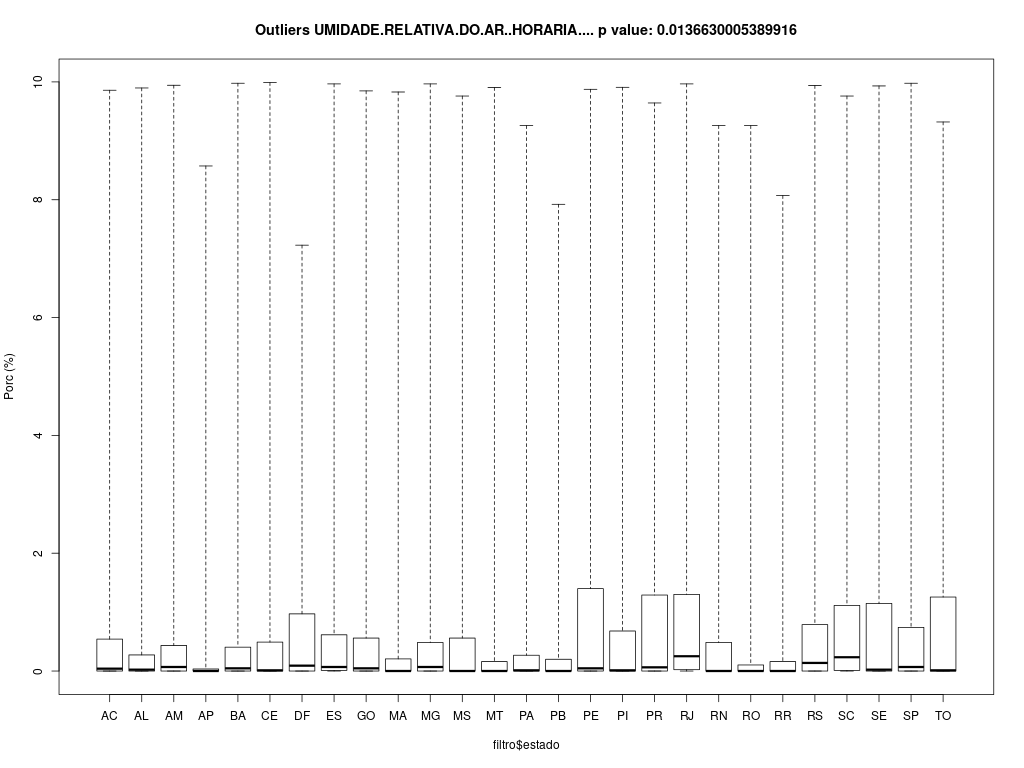 Outliers UMIDADE.RELATIVA.DO.AR..HORARIA.... p value: 0.0136630005389916
Porc (%)
10
8
6
4
2
0
AC AL AM AP BA CE DF ES GO MA MG MS MT PA PB PE PI PR RJ RN RO RR RS SC SE SP TO
filtro$estado